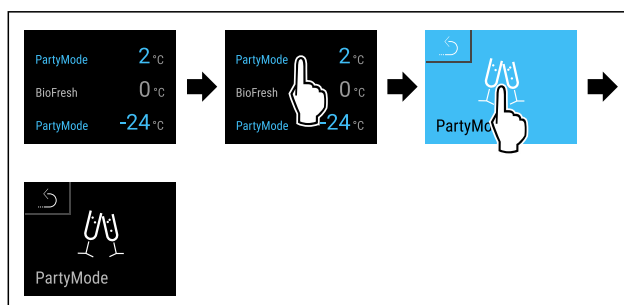 PartyMode 2 °C
BioFresh 0 °C
PartyMode -24 °C
PartyMode 2 °C
BioFresh 0 °C
PartyMode -24 °C
PartyMo
PartyMode